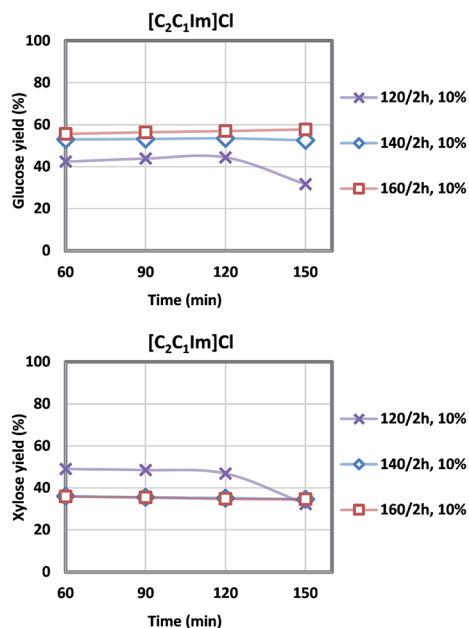 [C₂C₁Im]Cl
100
80
60
40
20
0
Glucose yield (%)
60 90 120 150
Time (min)
120/2h, 10%
140/2h, 10%
160/2h, 10%
[C₂C₁Im]Cl
100
80
60
40
20
0
Xylose yield (%)
60 90 120 150
Time (min)
120/2h, 10%
140/2h, 10%
160/2h, 10%